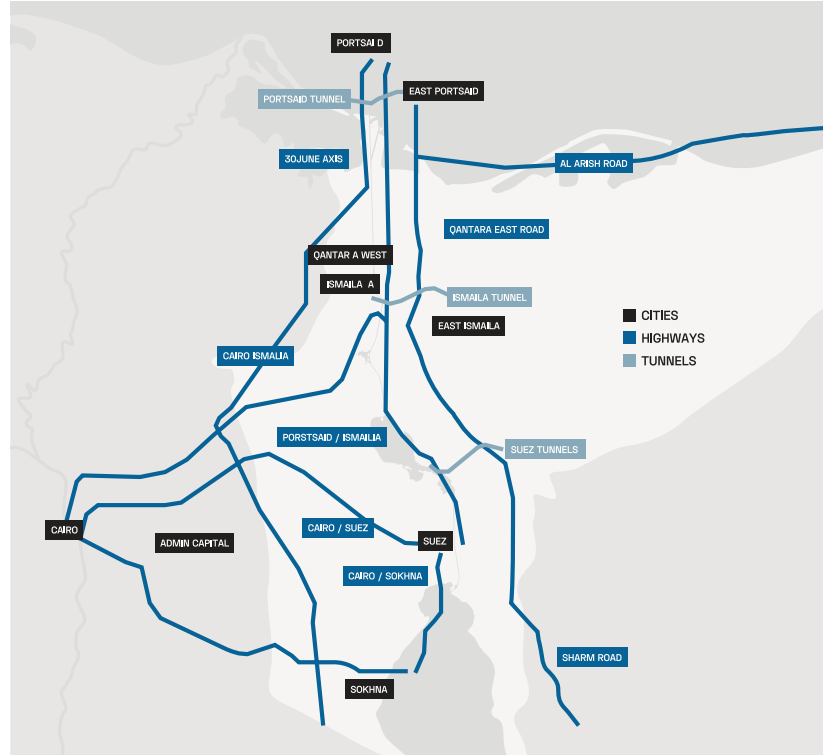 PORTSAI D
EAST PORTSAID
PORTSAID TUNNEL
30JUNE AXIS
AL ARISH ROAD
QANTARA EAST ROAD
QANTAR A WEST
ISMAILA A
ISMAILA TUNNEL
EAST ISMAILA
CITIES
HIGHWAYS
TUNNELS
CAIRO ISMALIA
PORSTSAID / ISMAILIA
SUEZ TUNNELS
CAIRO
ADMIN CAPITAL
CAIRO / SUEZ
SUEZ
CAIRO / SOKHNA
SHARM ROAD
SOKHNA